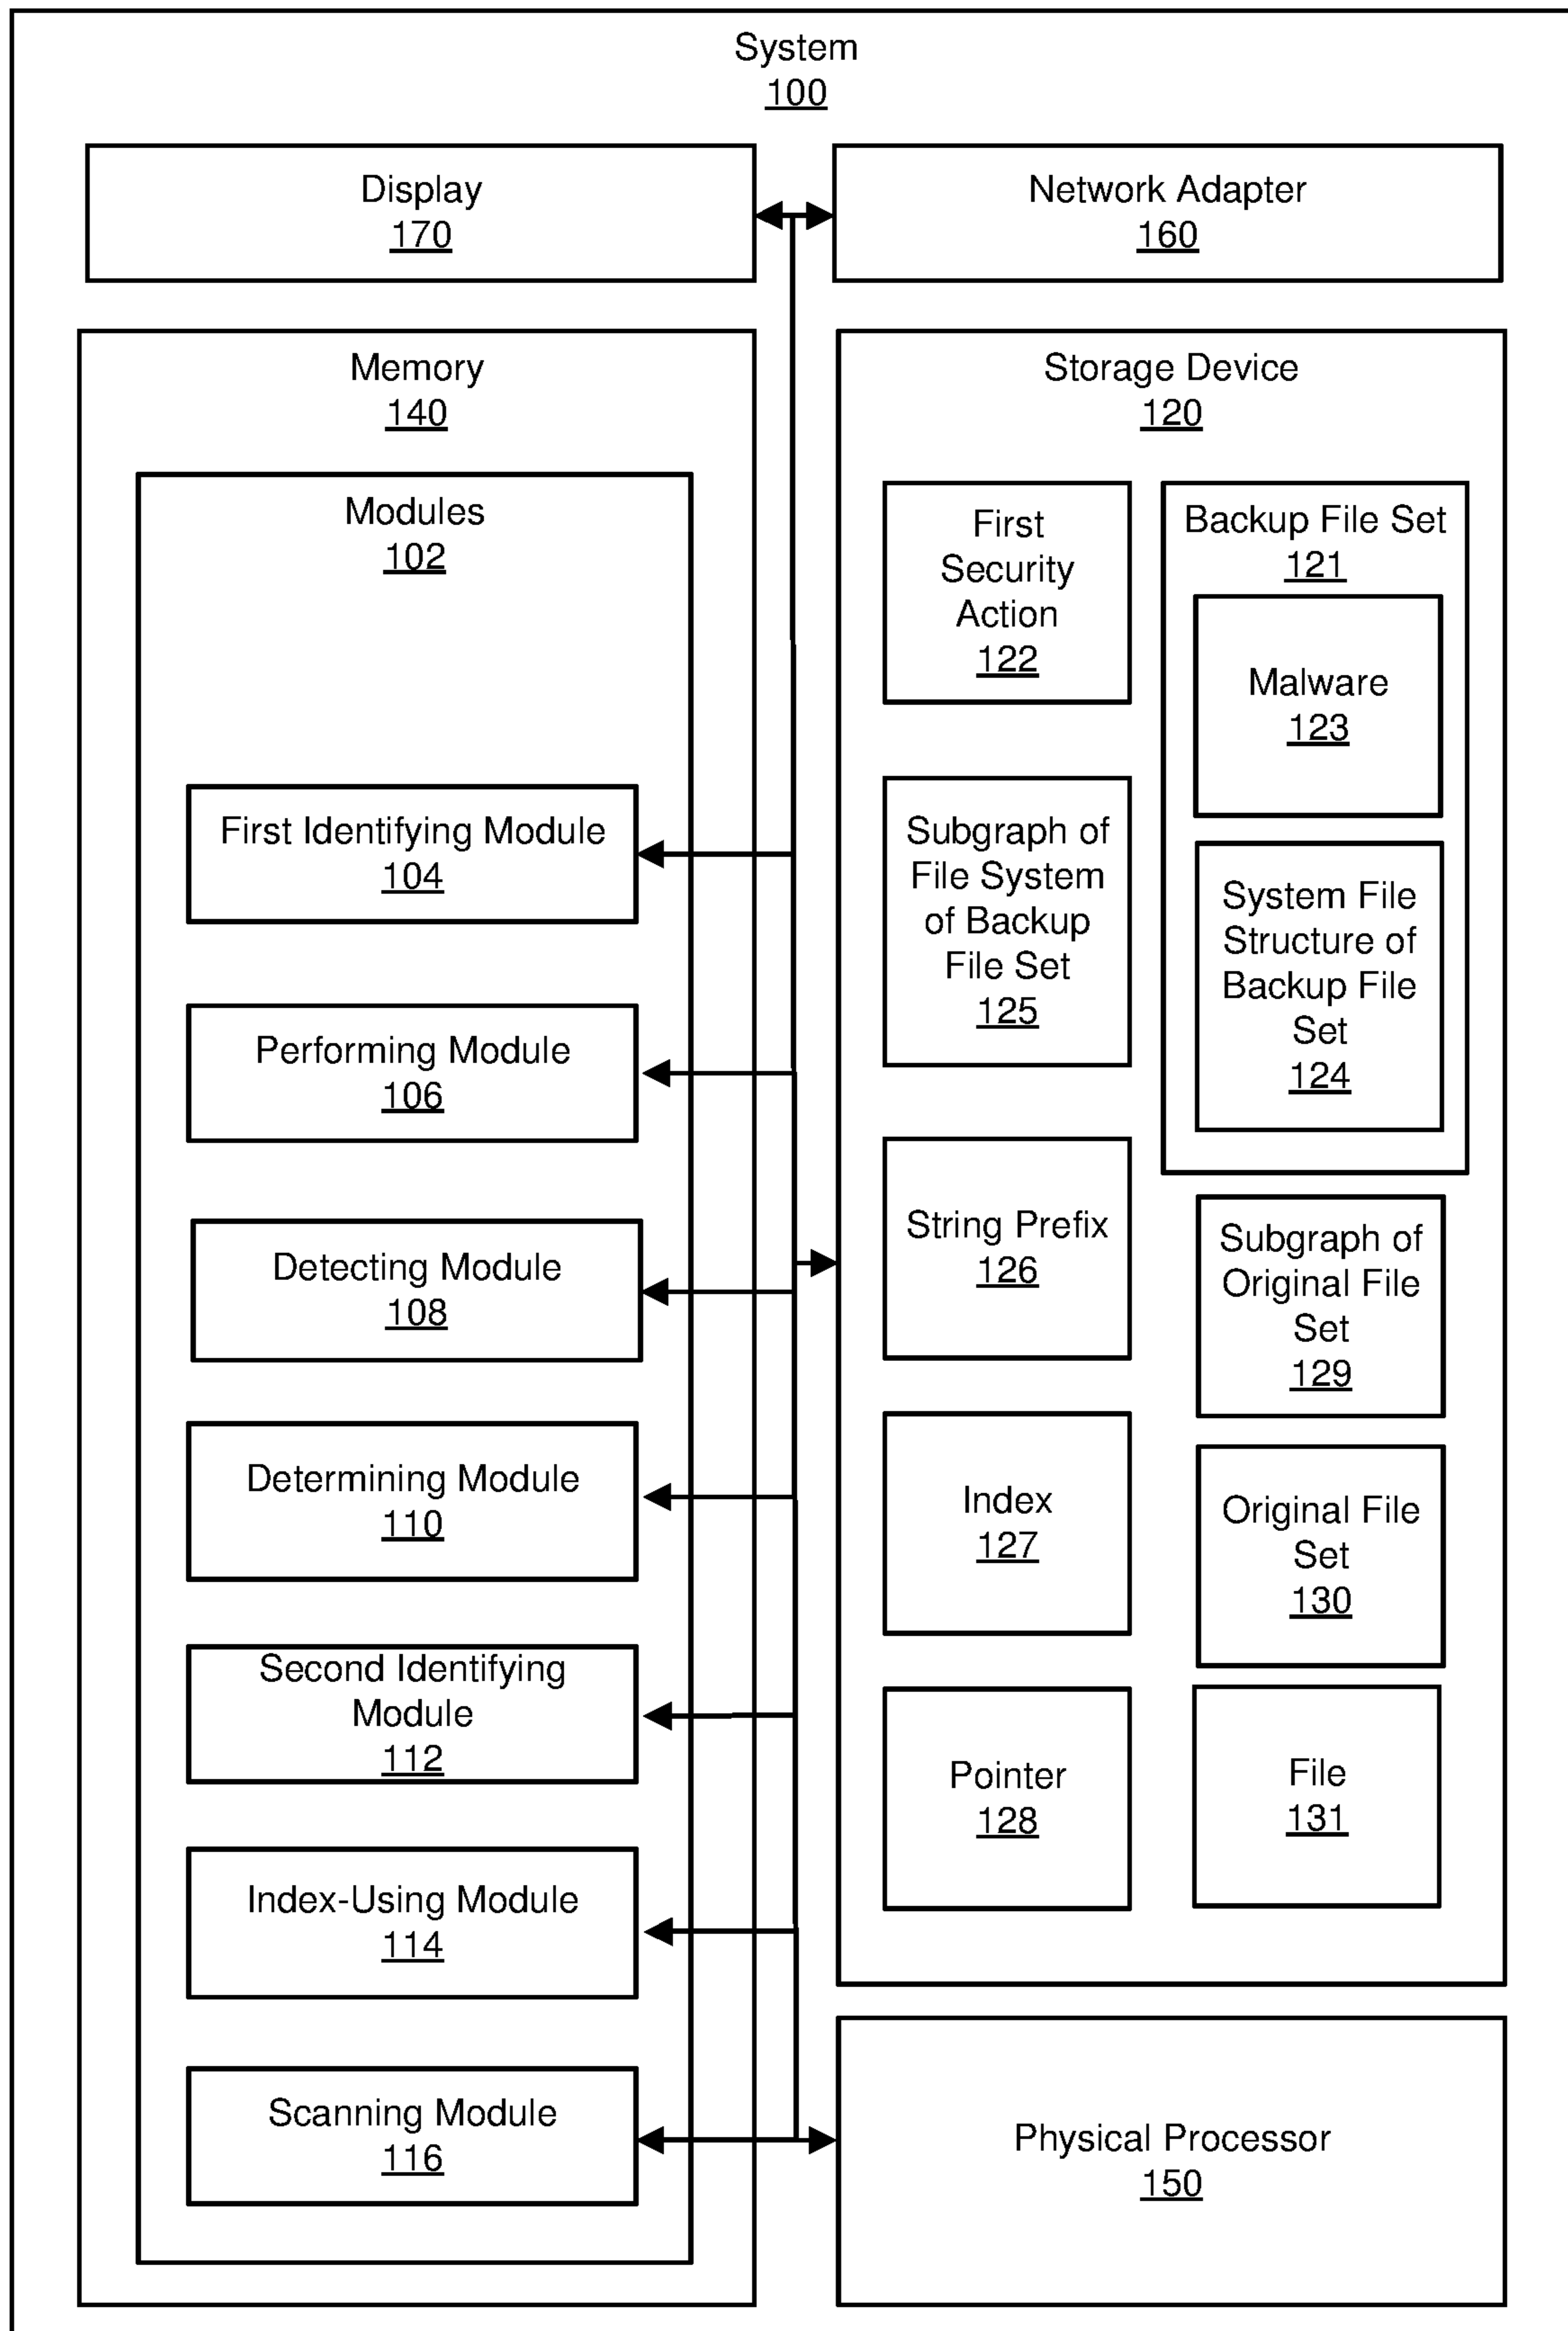 System
100
Display
170
Network Adapter
160
Memory
140
Modules
102
First Identifying Module
104
Performing Module
106
Detecting Module
108
Determining Module
110
Second Identifying
Module
112
Index-Using Module
114
Scanning Module
116
Storage Device
120
First
Security
Action
122
Backup File Set
121
Malware
123
System File
Structure of
Backup File
Set
124
Subgraph of
File System
of Backup
File Set
125
String Prefix
126
Subgraph of
Original File
Set
129
Index
127
Original File
Set
130
Pointer
128
File
131
Physical Processor
150